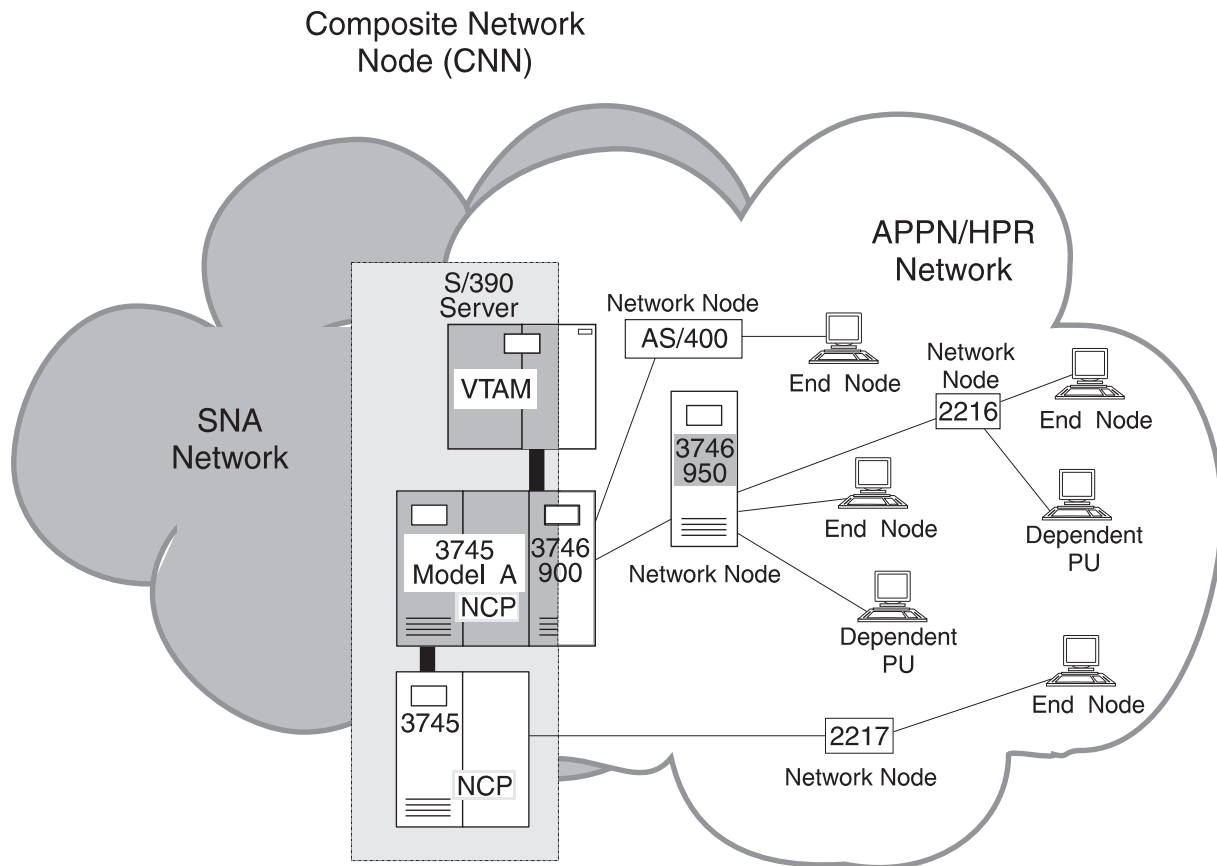 Composite Network
Node (CNN)
APPN/HPR
Network
S/390
Server
Network Node
AS/400
End Node
Network
Node
2216
End Node
VTAM
SNA
Network
3746
950
End Node
Dependent
PU
3745
Model A
NCP
3746
900
Network Node
Dependent
PU
3745
NCP
2217
Network Node
End Node